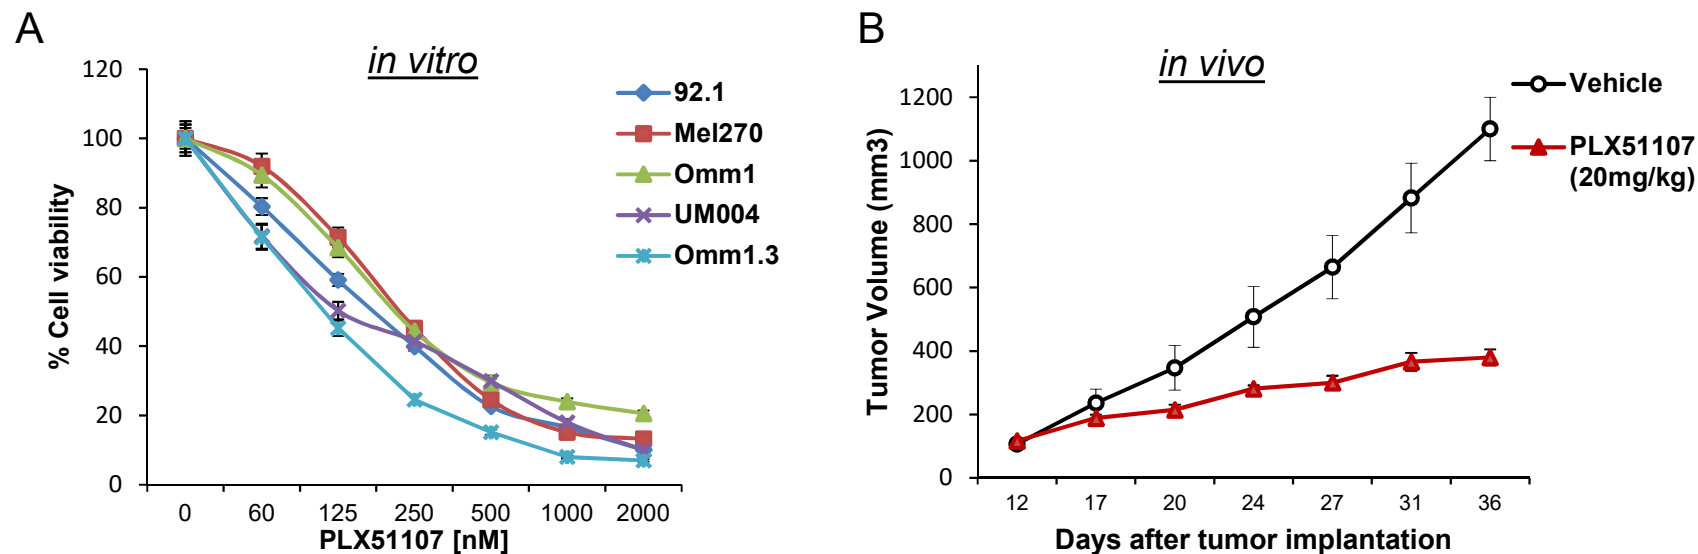 A
in vitro
120
100
80
60
40
20
0
% Cell viability
0 60 125 250 500 1000 2000
PLX51107 [nM]
92.1
Mel270
Omm1
UM004
Omm1.3
B
in vivo
1200
1000
800
600
400
200
0
Tumor Volume (mm3)
12 17 20 24 27 31 36
Days after tumor implantation
Vehicle
PLX51107
(20mg/kg)